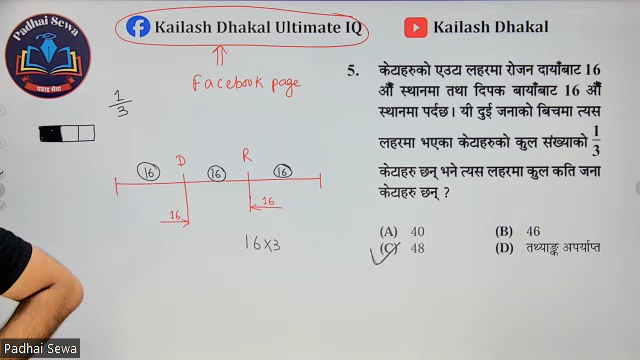 Padhai Sewa
पढाइ सेवा
Kailash Dhakal Ultimate IQ
Kailash Dhakal
Facebook page
1
3
5. केटाहरुको एउटा लहरमा रोजन दायाँबाट 16
औँ स्थानमा तथा दिपक बायाँबाट 16 औँ
स्थानमा पर्दछ। यी दुई जनाको बिचमा त्यस
लहरमा भएका केटाहरुको कुल संख्याको 1/3
केटाहरु छन् भने त्यस लहरमा कुल कति जना
केटाहरु छन् ?
(A) 40 (B) 46
(C) 48 (D) तथ्याङ्क अपर्याप्त
D R
16 16 16
16 16
16×3
Padhai Sewa